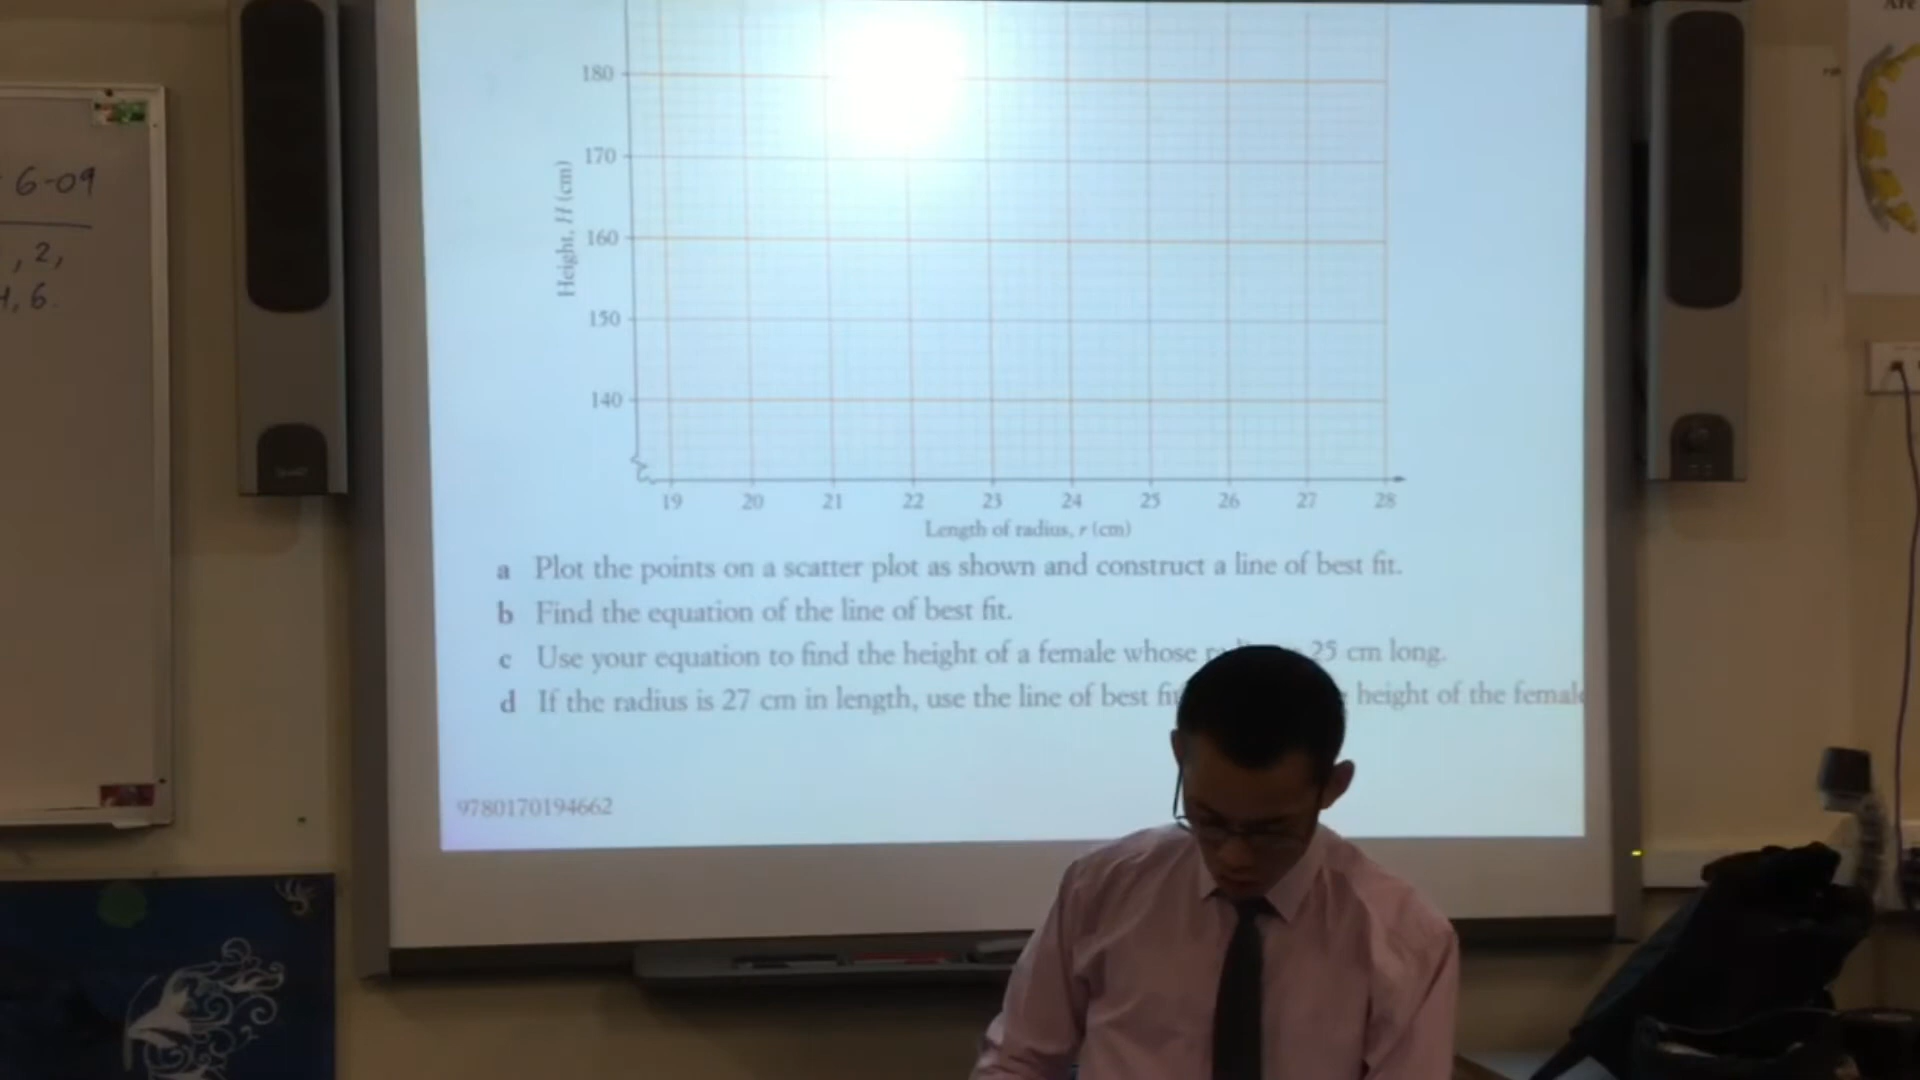 180
170
160
150
140
Height, H (cm)
19 20 21 22 23 24 25 26 27 28
Length of radius, r (cm)
a Plot the points on a scatter plot as shown and construct a line of best fit.
b Find the equation of the line of best fit.
c Use your equation to find the height of a female whose 25 cm long.
d If the radius is 27 cm in length, use the line of best height of the female
9780170194662
6-09
, 2,
, 6.